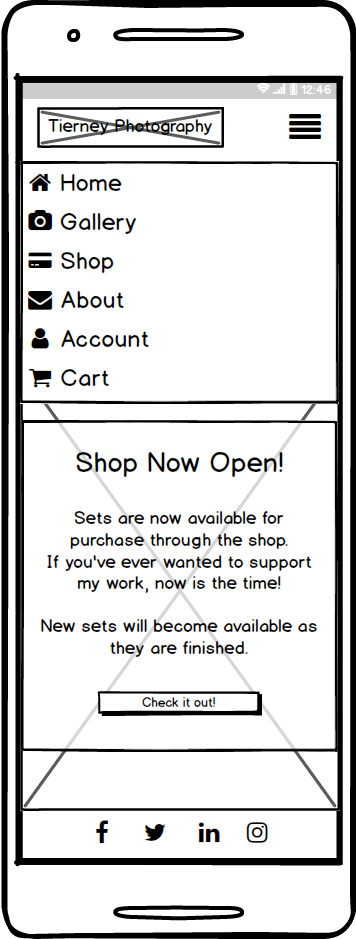 12:46
Tierney Photography
Home
Gallery
Shop
About
Account
Cart
Shop Now Open!
Sets are now available for
purchase through the shop.
If you've ever wanted to support
my work, now is the time!
New sets will become available as
they are finished.
Check it out!